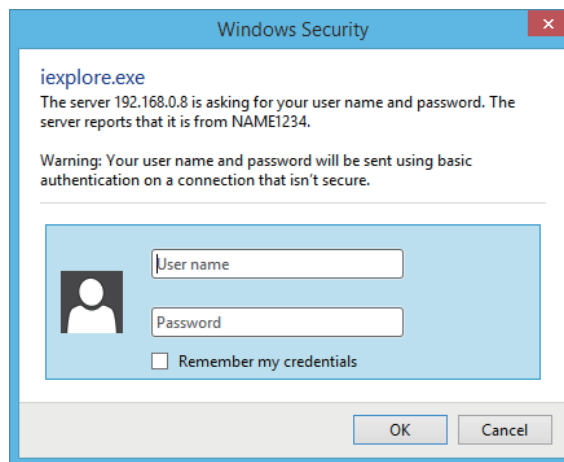 Windows Security
iexplore.exe
The server 192.168.0.8 is asking for your user name and password. The
server reports that it is from NAME1234.
Warning: Your user name and password will be sent using basic
authentication on a connection that isn't secure.
User name
Password
Remember my credentials
OK Cancel